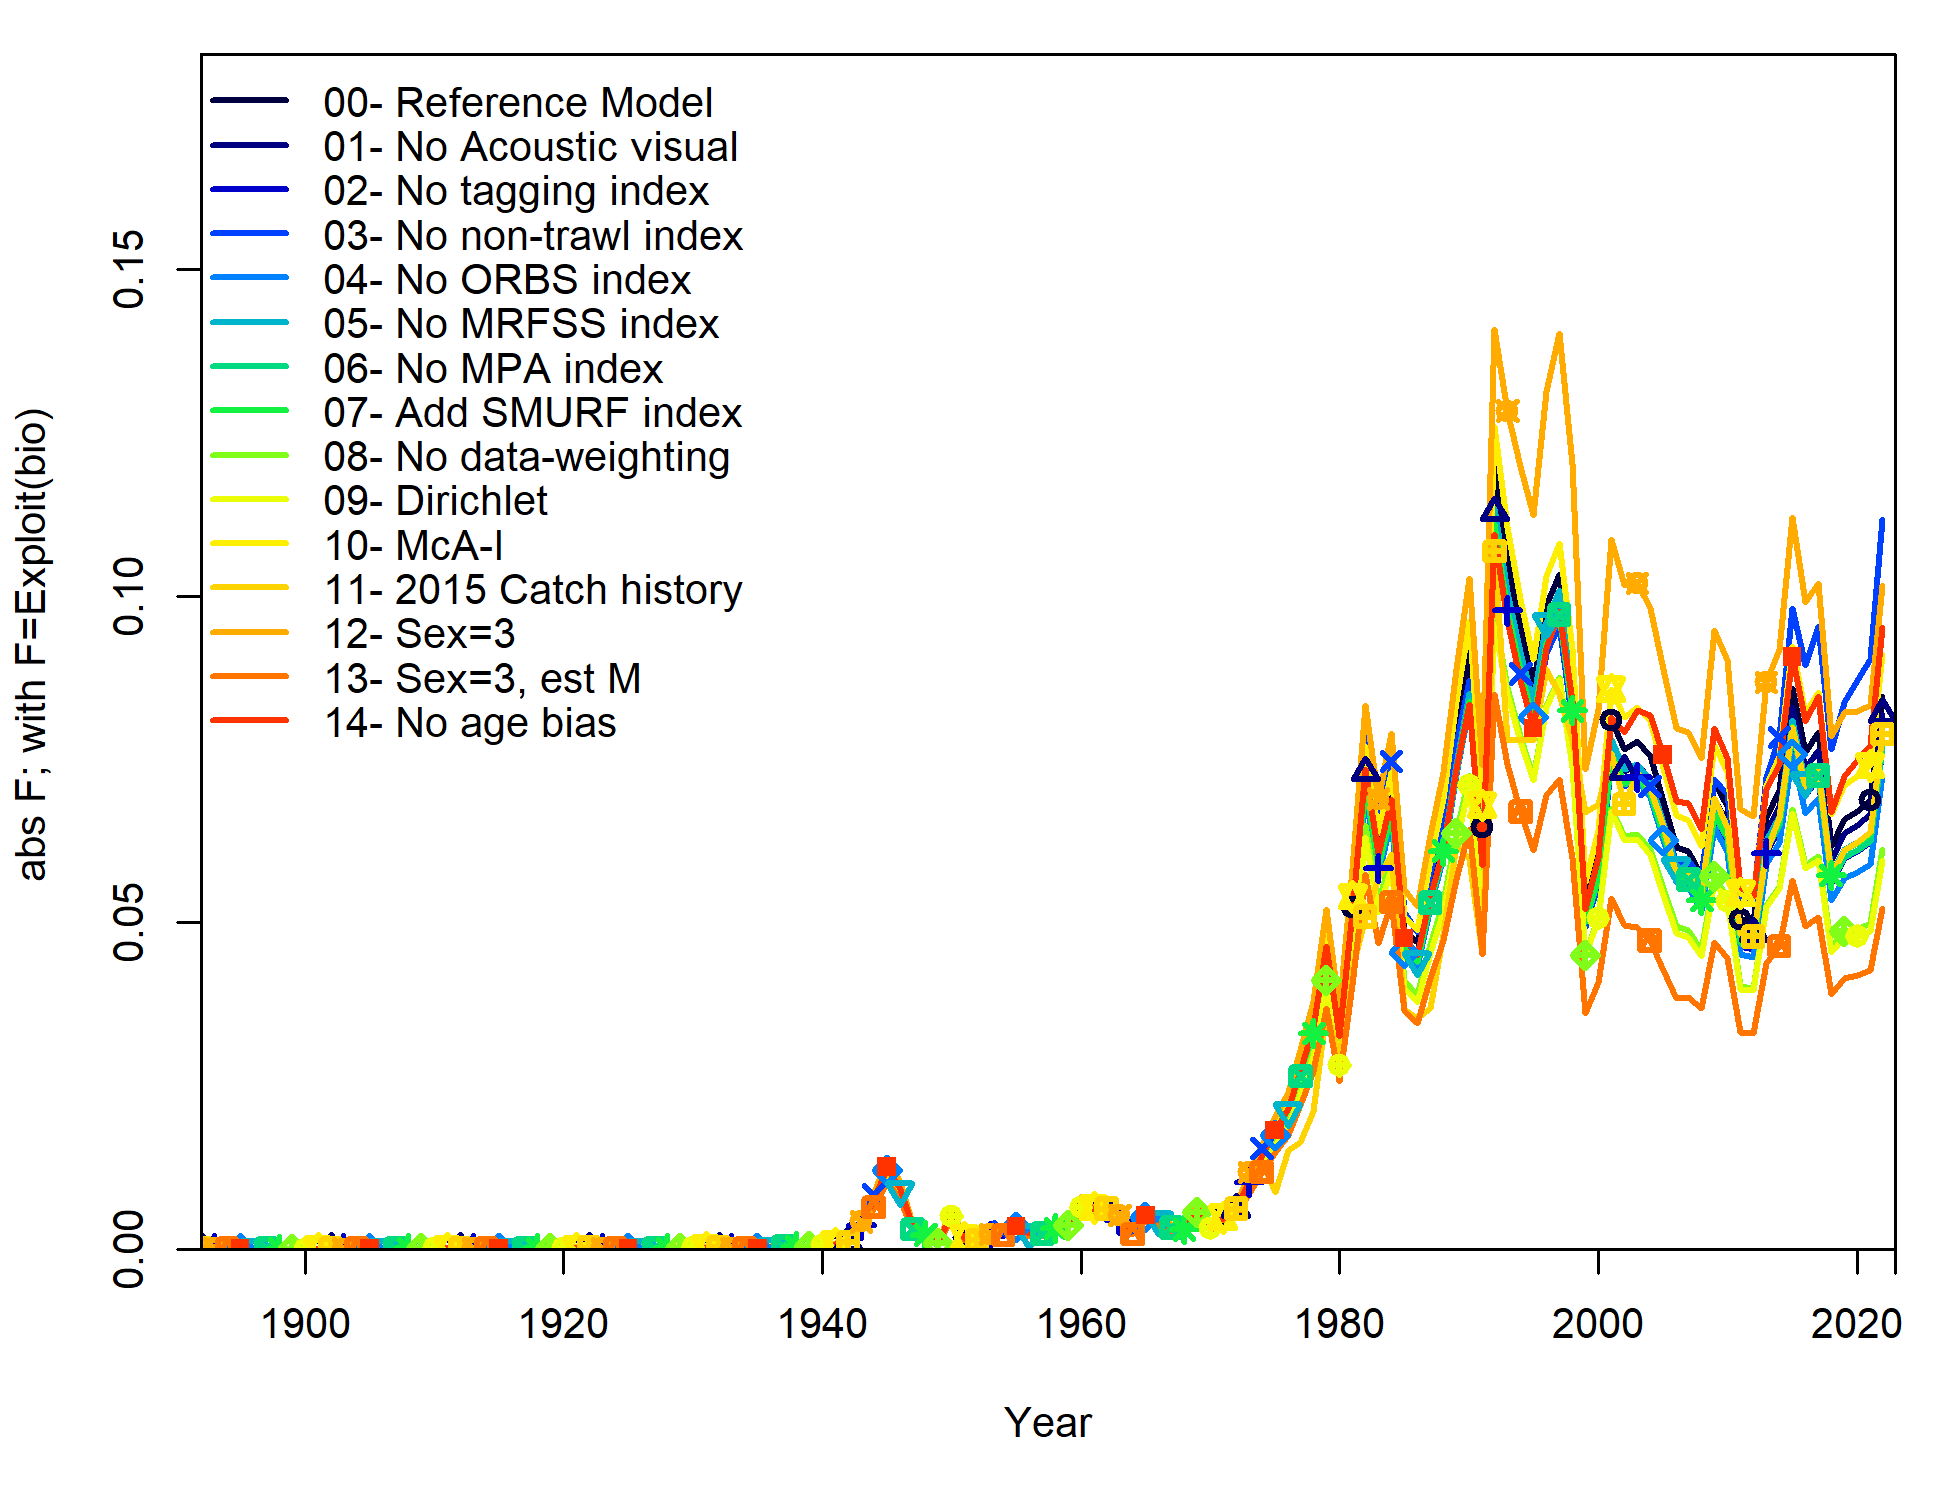 00- Reference Model
01- No Acoustic visual
02- No tagging index
03- No non-trawl index
04- No ORBS index
05- No MRFSS index
06- No MPA index
07- Add SMURF index
08- No data-weighting
09- Dirichlet
10- McA-I
11- 2015 Catch history
12- Sex=3
13- Sex=3, est M
14- No age bias
abs F; with F=Exploit(bio)
0.15
0.10
0.05
0.00
1900 1920 1940 1960 1980 2000 2020
Year